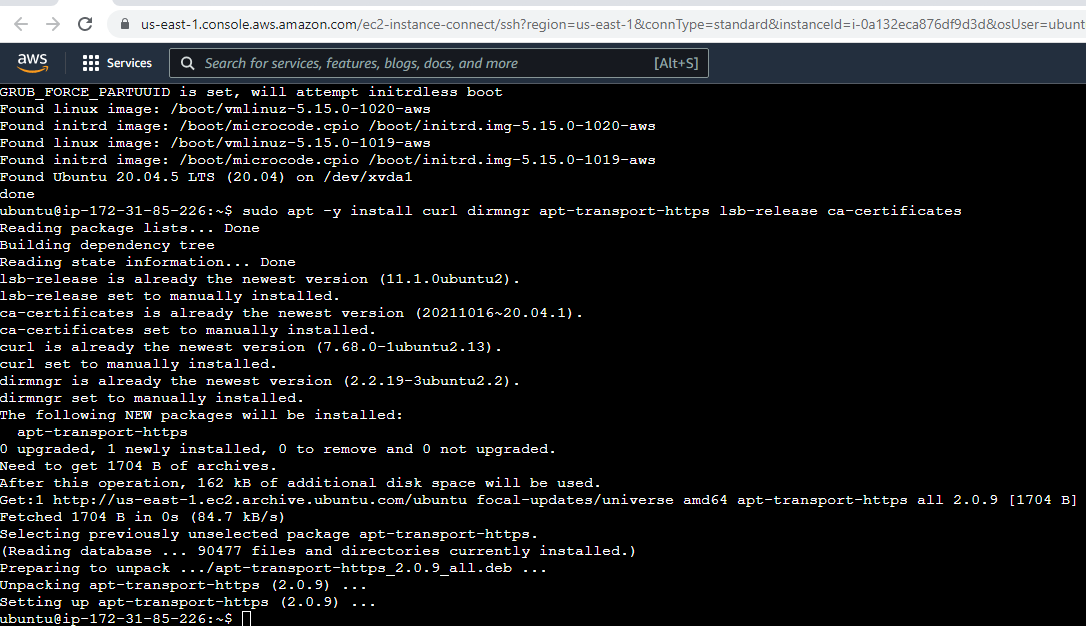 us-east-1.console.aws.amazon.com/ec2-instance-connect/ssh?region=us-east-1&connType=standard&instanceId=i-0a132eca876df9d3d&osUser=ubunt
aws Services Search for services, features, blogs, docs, and more [Alt+S]
GRUB_FORCE_PARTUUID is set, will attempt initrdless boot
Found linux image: /boot/vmlinuz-5.15.0-1020-aws
Found initrd image: /boot/microcode.cpio /boot/initrd.img-5.15.0-1020-aws
Found linux image: /boot/vmlinuz-5.15.0-1019-aws
Found initrd image: /boot/microcode.cpio /boot/initrd.img-5.15.0-1019-aws
Found Ubuntu 20.04.5 LTS (20.04) on /dev/xvda1
done
ubuntu@ip-172-31-85-226:~$ sudo apt -y install curl dirmngr apt-transport-https lsb-release ca-certificates
Reading package lists... Done
Building dependency tree
Reading state information... Done
lsb-release is already the newest version (11.1.0ubuntu2).
lsb-release set to manually installed.
ca-certificates is already the newest version (20211016~20.04.1).
ca-certificates set to manually installed.
curl is already the newest version (7.68.0-1ubuntu2.13).
curl set to manually installed.
dirmngr is already the newest version (2.2.19-3ubuntu2.2).
dirmngr set to manually installed.
The following NEW packages will be installed:
  apt-transport-https
0 upgraded, 1 newly installed, 0 to remove and 0 not upgraded.
Need to get 1704 B of archives.
After this operation, 162 kB of additional disk space will be used.
Get:1 http://us-east-1.ec2.archive.ubuntu.com/ubuntu focal-updates/universe amd64 apt-transport-https all 2.0.9 [1704 B]
Fetched 1704 B in 0s (84.7 kB/s)
Selecting previously unselected package apt-transport-https.
(Reading database ... 90477 files and directories currently installed.)
Preparing to unpack .../apt-transport-https_2.0.9_all.deb ...
Unpacking apt-transport-https (2.0.9) ...
Setting up apt-transport-https (2.0.9) ...
ubuntu@ip-172-31-85-226:~$